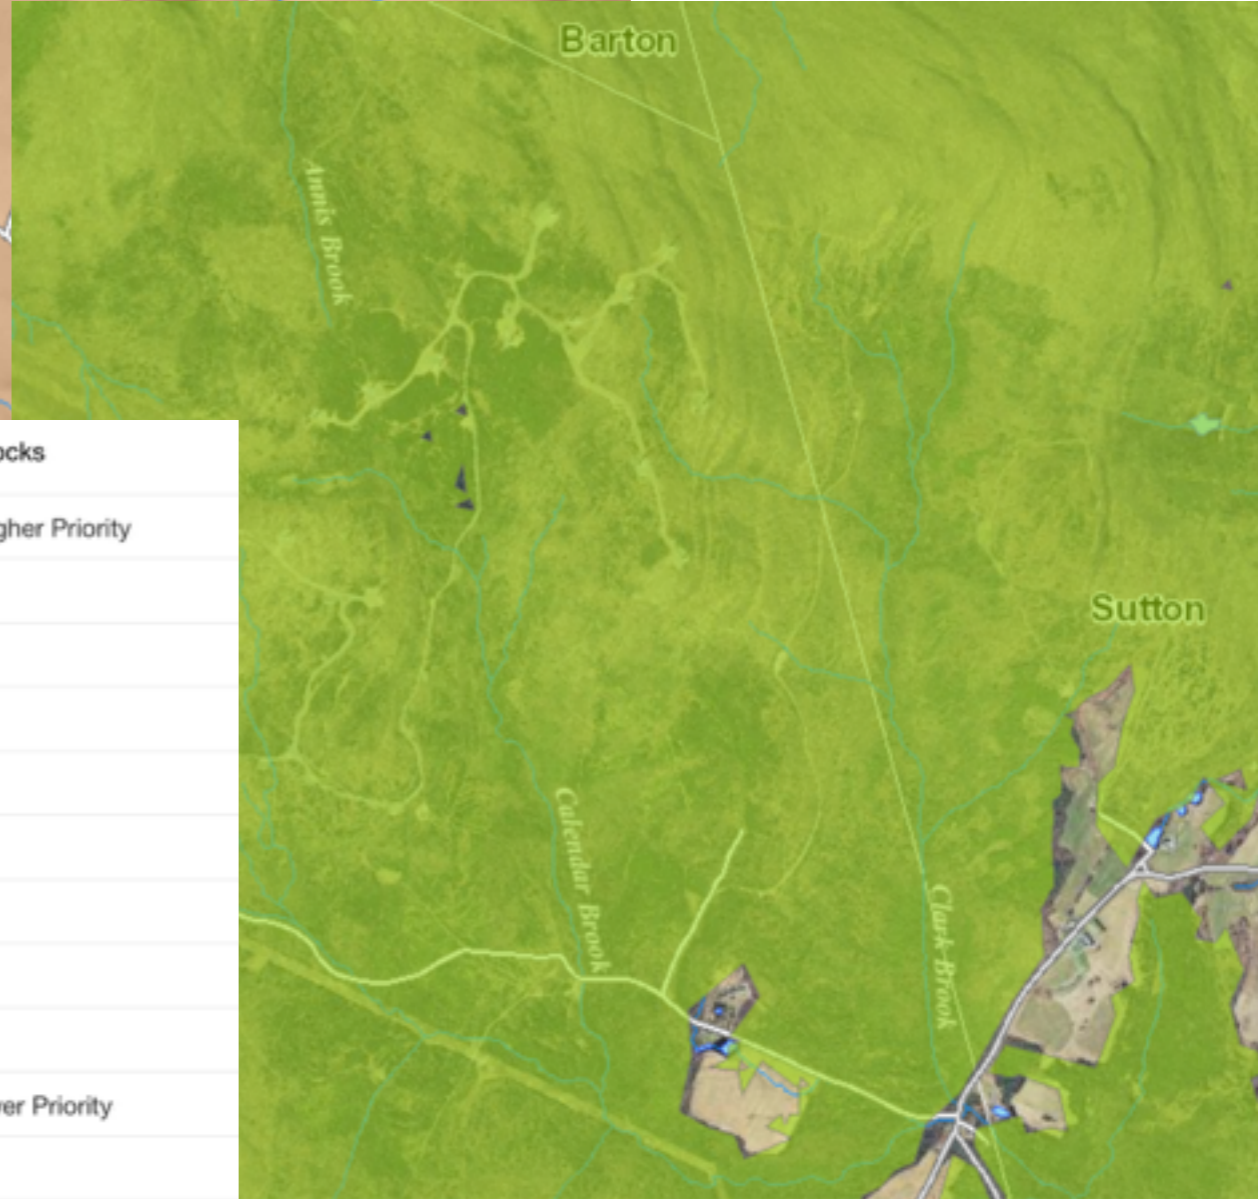 Barton
Annis Brook
ocks
gher Priority
Sutton
Calendar Brook
Clark Brook
ver Priority